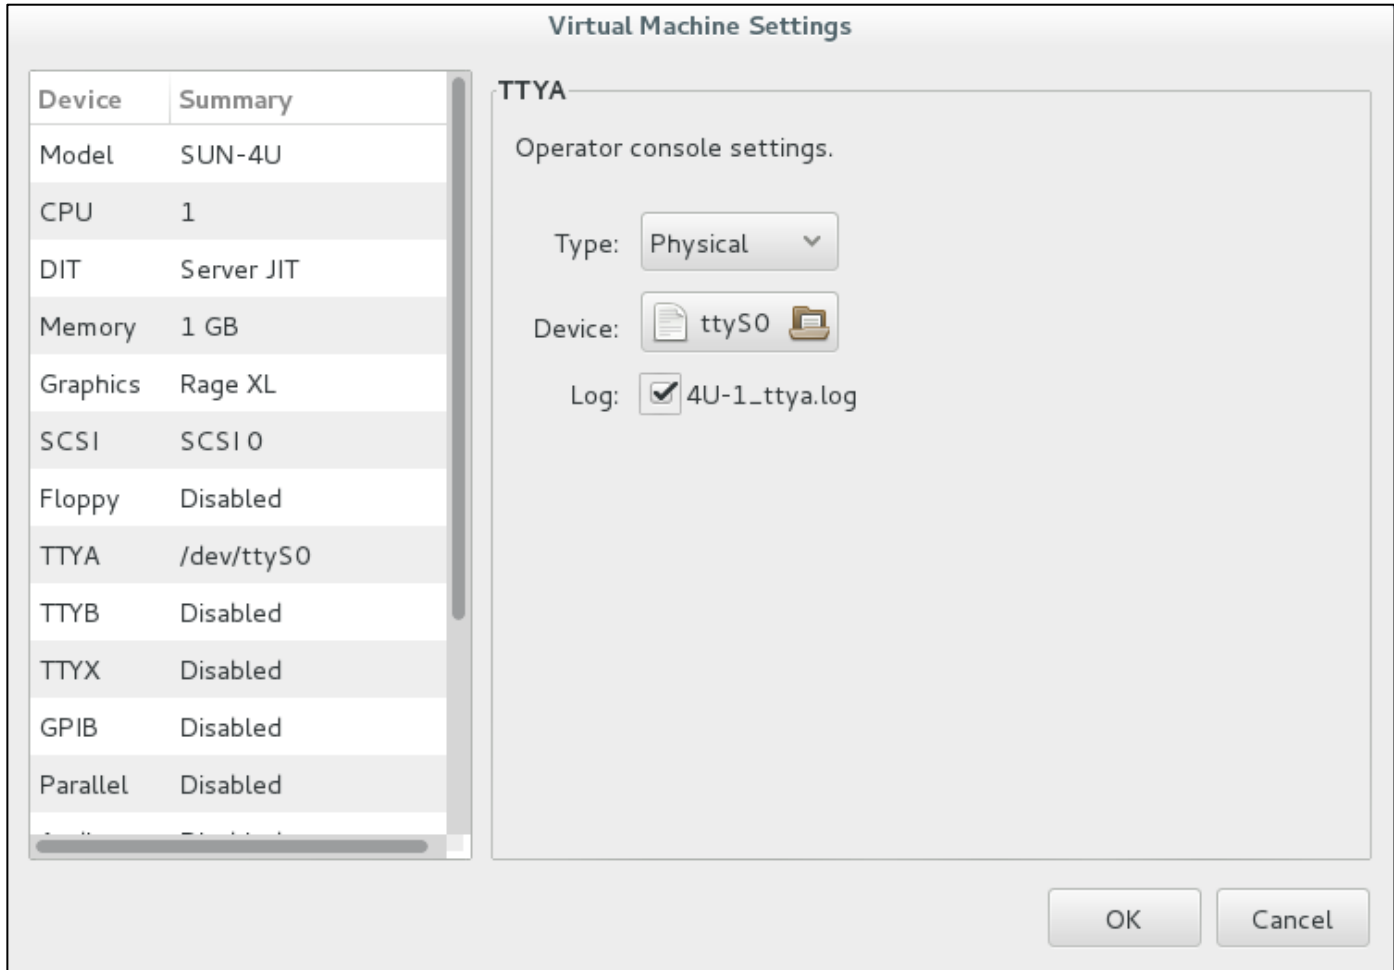 Virtual Machine Settings
Device Summary
Model SUN-4U
CPU 1
DIT Server JIT
Memory 1 GB
Graphics Rage XL
SCSI SCSI 0
Floppy Disabled
TTYA /dev/ttyS0
TTYB Disabled
TTYX Disabled
GPIB Disabled
Parallel Disabled
TTYA
Operator console settings.
Type: Physical
Device: ttyS0
Log: 4U-1_ttya.log
OK Cancel